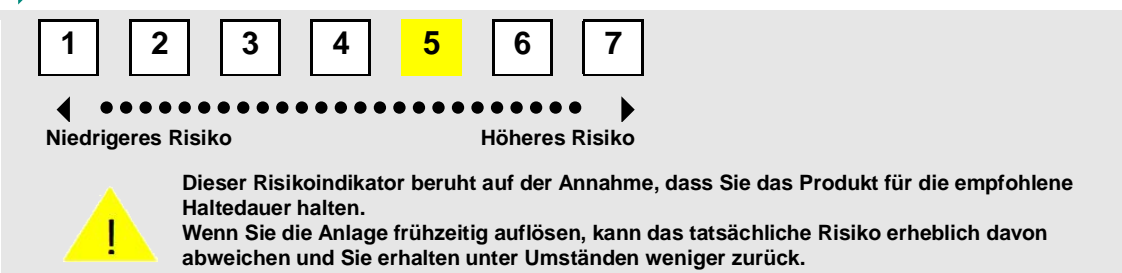 1 2 3 4 5 6 7
Niedrigeres Risiko Höheres Risiko
Dieser Risikoindikator beruht auf der Annahme, dass Sie das Produkt für die empfohlene
Haltedauer halten.
Wenn Sie die Anlage frühzeitig auflösen, kann das tatsächliche Risiko erheblich davon
abweichen und Sie erhalten unter Umständen weniger zurück.
!